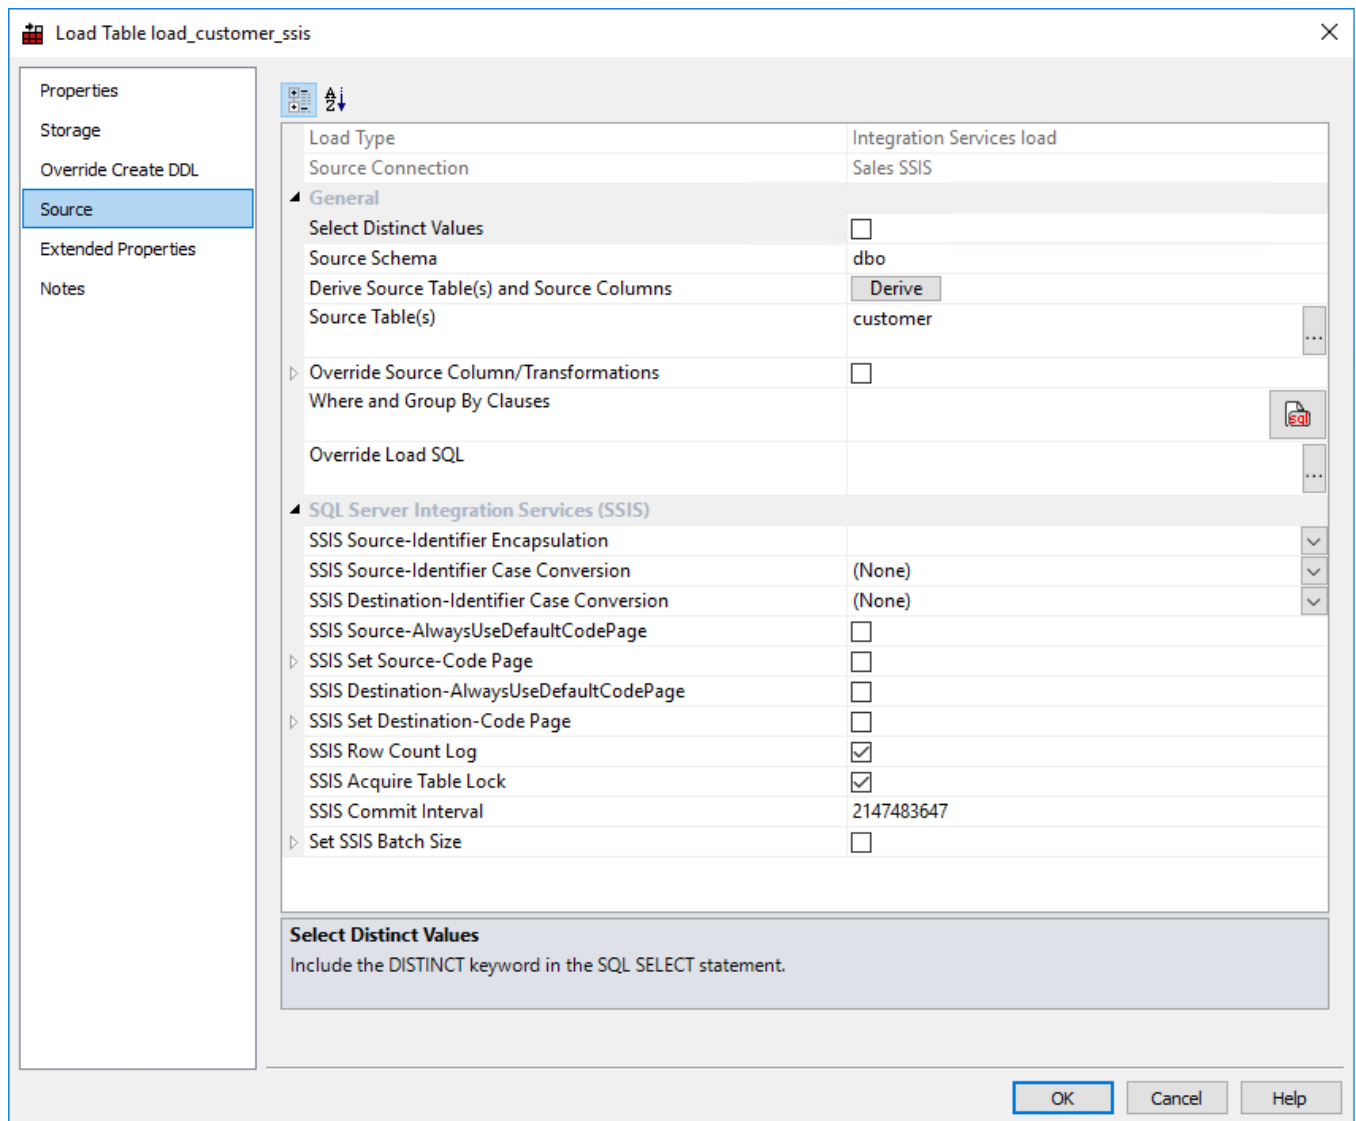 Load Table load_customer_ssis
Properties
Storage
Override Create DDL
Source
Extended Properties
Notes
Load Type Integration Services load
Source Connection Sales SSIS
General
Select Distinct Values
Source Schema dbo
Derive Source Table(s) and Source Columns Derive
Source Table(s) customer
...
Override Source Column/Transformations
Where and Group By Clauses
sql
Override Load SQL
...
SQL Server Integration Services (SSIS)
SSIS Source-Identifier Encapsulation
SSIS Source-Identifier Case Conversion (None)
SSIS Destination-Identifier Case Conversion (None)
SSIS Source-AlwaysUseDefaultCodePage
SSIS Set Source-Code Page
SSIS Destination-AlwaysUseDefaultCodePage
SSIS Set Destination-Code Page
SSIS Row Count Log
SSIS Acquire Table Lock
SSIS Commit Interval 2147483647
Set SSIS Batch Size
Select Distinct Values
Include the DISTINCT keyword in the SQL SELECT statement.
OK Cancel Help